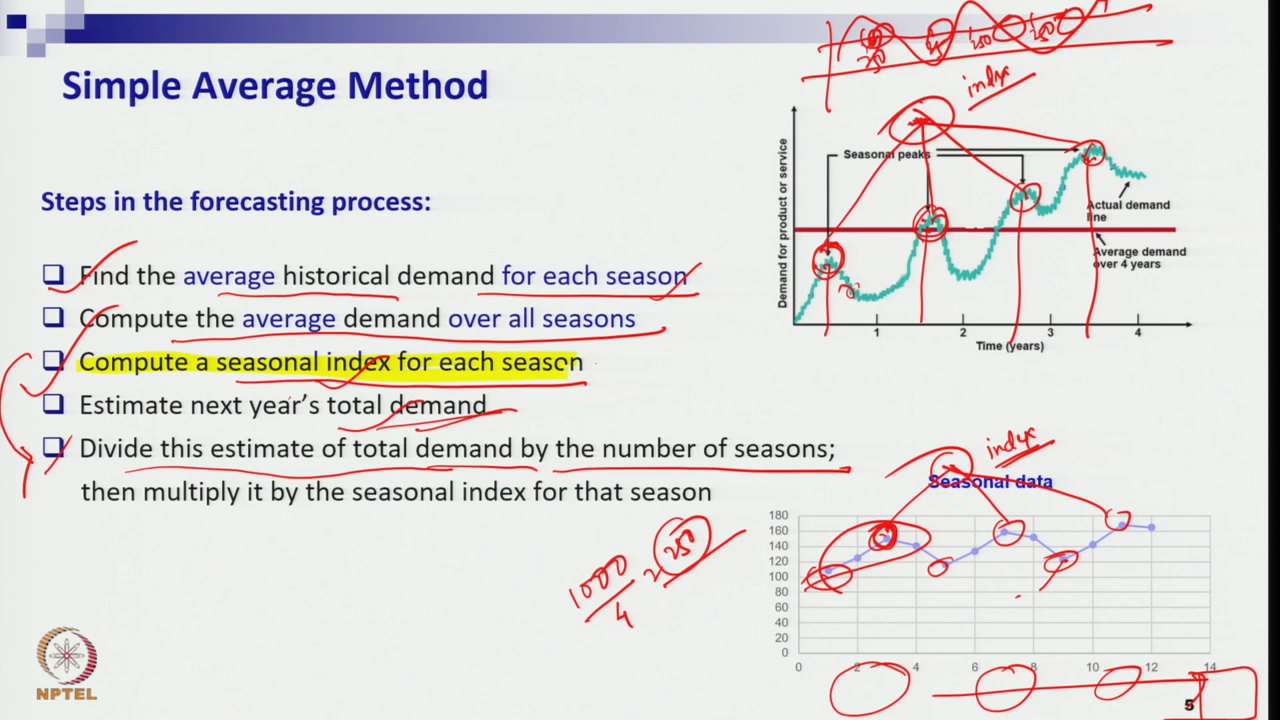 Simple Average Method
Steps in the forecasting process:
Find the average historical demand for each season
Compute the average demand over all seasons
Compute a seasonal index for each season
Estimate next year's total demand
Divide this estimate of total demand by the number of seasons;
then multiply it by the seasonal index for that season
1000
4
250
index
Seasonal peaks
Actual demand
line
Average demand
over 4 years
Demand for product or service
1 2 3 4
Time (years)
index
Seasonal data
180
160
140
120
100
80
60
40
20
0
0 2 4 6 8 10 12 14
NPTEL
5